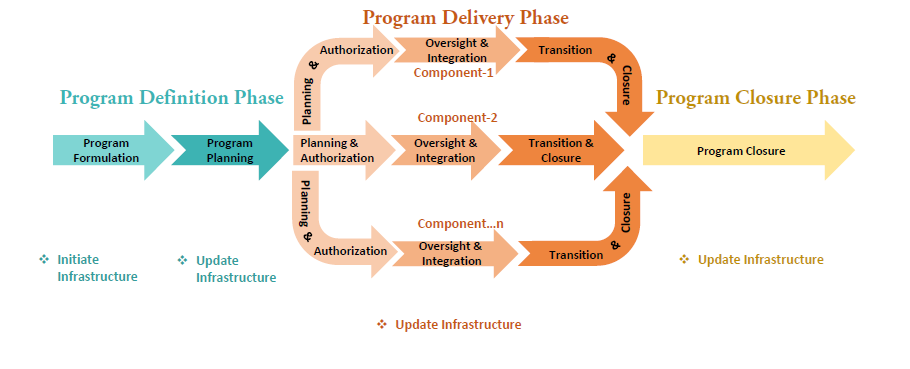 Program Delivery Phase
Planning
&
Authorization
Oversight &
Integration
Transition
&
Closure
Component-1
Program Definition Phase
Program Closure Phase
Component-2
Program
Formulation
Program
Planning
Planning &
Authorization
Oversight &
Integration
Transition &
Closure
Program Closure
Component...n
Planning
&
Authorization
Oversight &
Integration
Transition
&
Closure
❖ Initiate
Infrastructure
❖ Update
Infrastructure
❖ Update Infrastructure
❖ Update Infrastructure